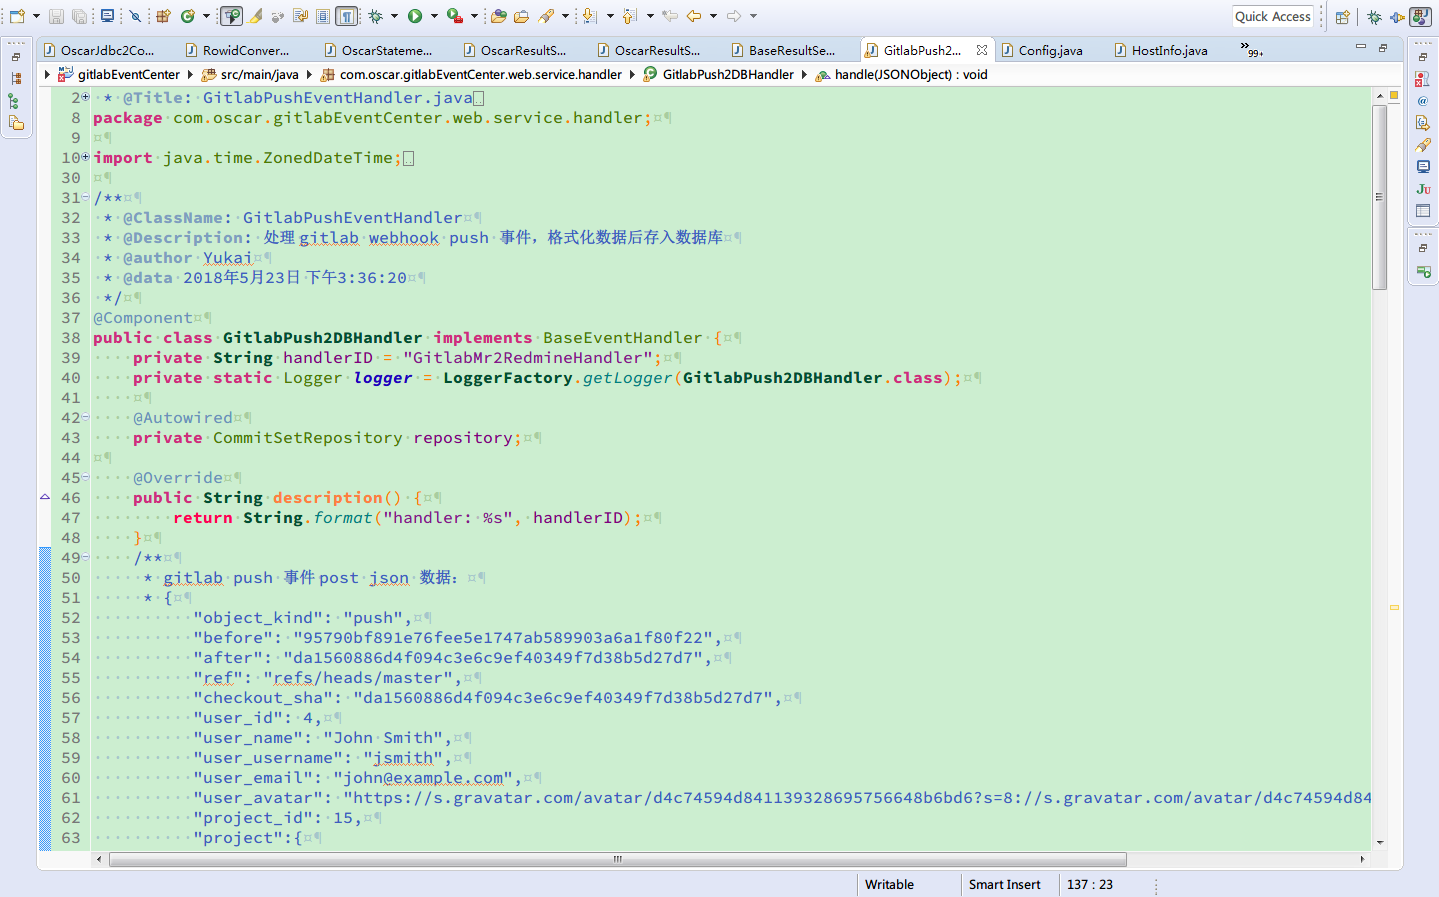 Quick Access
OscarJdbc2Co...
RowidConver...
OscarStateme...
OscarResultS...
OscarResultS...
BaseResultSe...
GitlabPush2...
Config.java
HostInfo.java
99+
gitlabEventCenter
src/main/java
com.oscar.gitlabEventCenter.web.service.handler
GitlabPush2DBHandler
handle(JSONObject) : void
2 * @Title: GitlabPushEventHandler.java
8 package com.oscar.gitlabEventCenter.web.service.handler;
9
10 import java.time.ZonedDateTime;
30
31 /**
32 * @ClassName: GitlabPushEventHandler
33 * @Description: 处理 gitlab webhook push 事件，格式化数据后存入数据库
34 * @author Yukai
35 * @data 2018年5月23日 下午3:36:20
36 */
37 @Component
38 public class GitlabPush2DBHandler implements BaseEventHandler {
39 private String handlerID = "GitlabMr2RedmineHandler";
40 private static Logger logger = LoggerFactory.getLogger(GitlabPush2DBHandler.class);
41
42 @Autowired
43 private CommitSetRepository repository;
44
45 @Override
46 public String description() {
47 return String.format("handler: %s", handlerID);
48 }
49 /**
50 * gitlab push 事件 post json 数据：
51 * {
52 "object_kind": "push",
53 "before": "95790bf891e76fee5e1747ab589903a6a1f80f22",
54 "after": "da1560886d4f094c3e6c9ef40349f7d38b5d27d7",
55 "ref": "refs/heads/master",
56 "checkout_sha": "da1560886d4f094c3e6c9ef40349f7d38b5d27d7",
57 "user_id": 4,
58 "user_name": "John Smith",
59 "user_username": "jsmith",
60 "user_email": "john@example.com",
61 "user_avatar": "https://s.gravatar.com/avatar/d4c74594d841139328695756648b6bd6?s=8://s.gravatar.com/avatar/d4c74594d84
62 "project_id": 15,
63 "project":{
Writable
Smart Insert
137 : 23